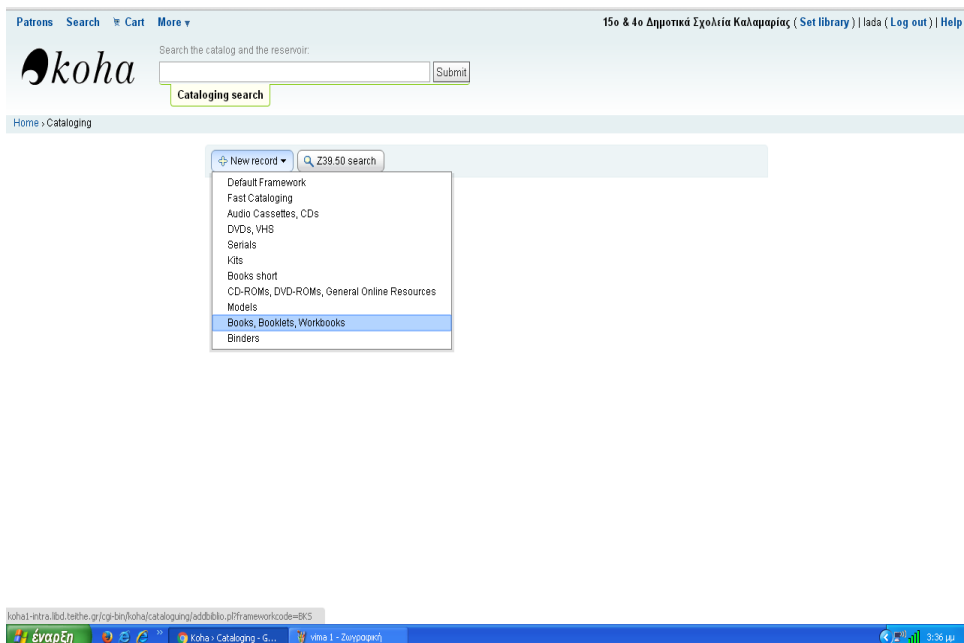 Patrons Search Cart More ▾ 15ο & 4ο Δημοτικά Σχολεία Καλαμαρίας ( Set library ) | lada ( Log out ) | Help
koha
Search the catalog and the reservoir:
Submit
Cataloging search
Home › Cataloging
New record ▾ Z39.50 search
Default Framework
Fast Cataloging
Audio Cassettes, CDs
DVDs, VHS
Serials
Kits
Books short
CD-ROMs, DVD-ROMs, General Online Resources
Models
Books, Booklets, Workbooks
Binders
koha1-intra.libd.teithe.gr/cgi-bin/koha/cataloguing/addbiblio.pl?frameworkcode=BKS
έναρξη » Koha › Cataloging - G... vima 1 - Ζωγραφική 3:36 μμ